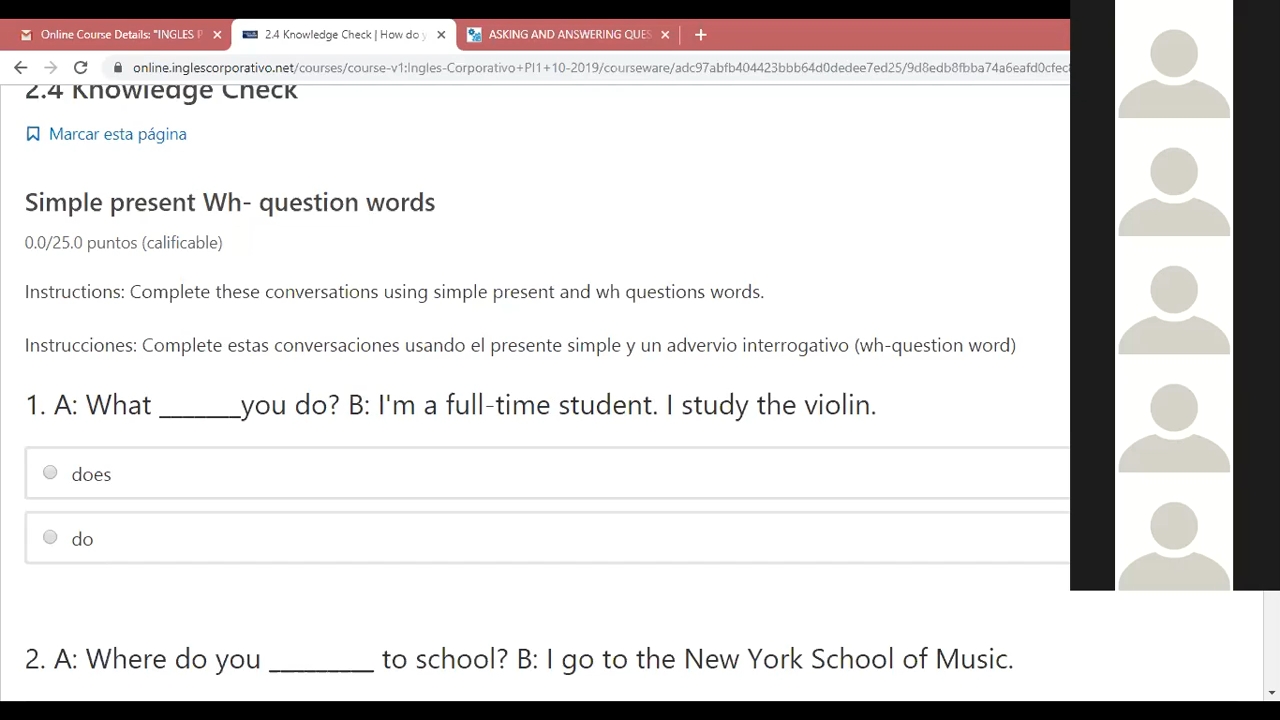 Online Course Details: "INGLES P
2.4 Knowledge Check | How do y
ASKING AND ANSWERING QUES
online.inglescorporativo.net/courses/course-v1:Ingles-Corporativo+PI1+10-2019/courseware/adc97abfb404423bbb64d0dedee7ed25/9d8edb8fbba74a6eafd0cfec8
2.4 Knowledge Check
Marcar esta página
Simple present Wh- question words
0.0/25.0 puntos (calificable)
Instructions: Complete these conversations using simple present and wh questions words.
Instrucciones: Complete estas conversaciones usando el presente simple y un advervio interrogativo (wh-question word)
1. A: What _______you do? B: I'm a full-time student. I study the violin.
does
do
2. A: Where do you _________ to school? B: I go to the New York School of Music.